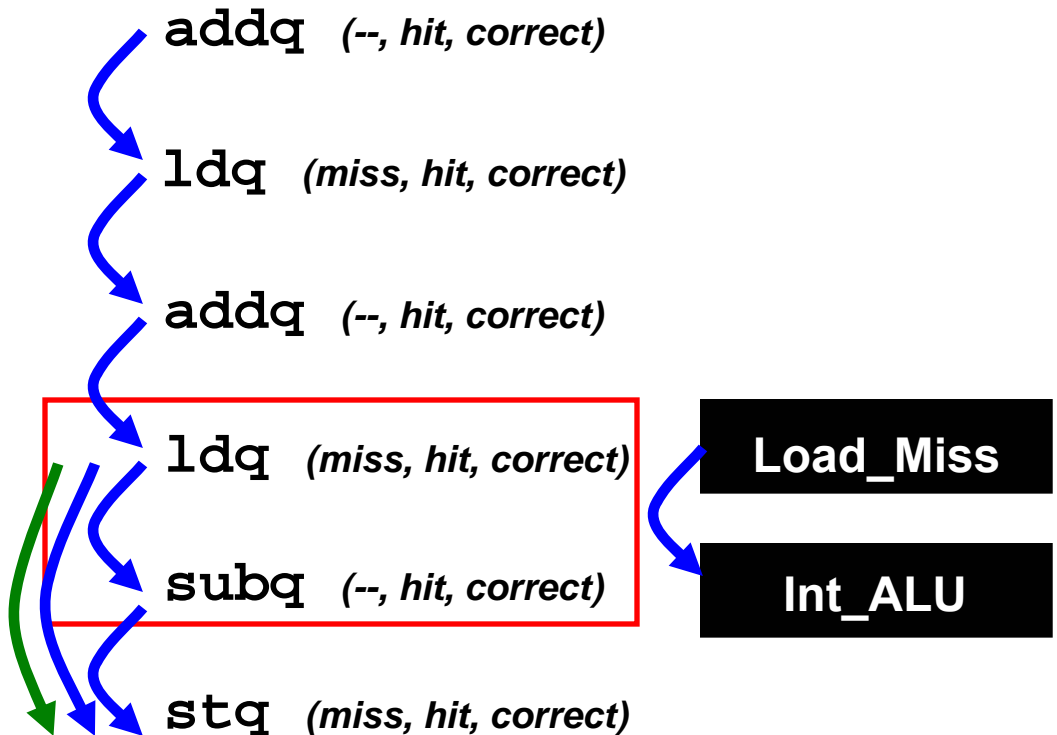 addq (--, hit, correct)
ldq (miss, hit, correct)
addq (--, hit, correct)
ldq (miss, hit, correct)
Load_Miss
subq (--, hit, correct)
Int_ALU
stq (miss, hit, correct)